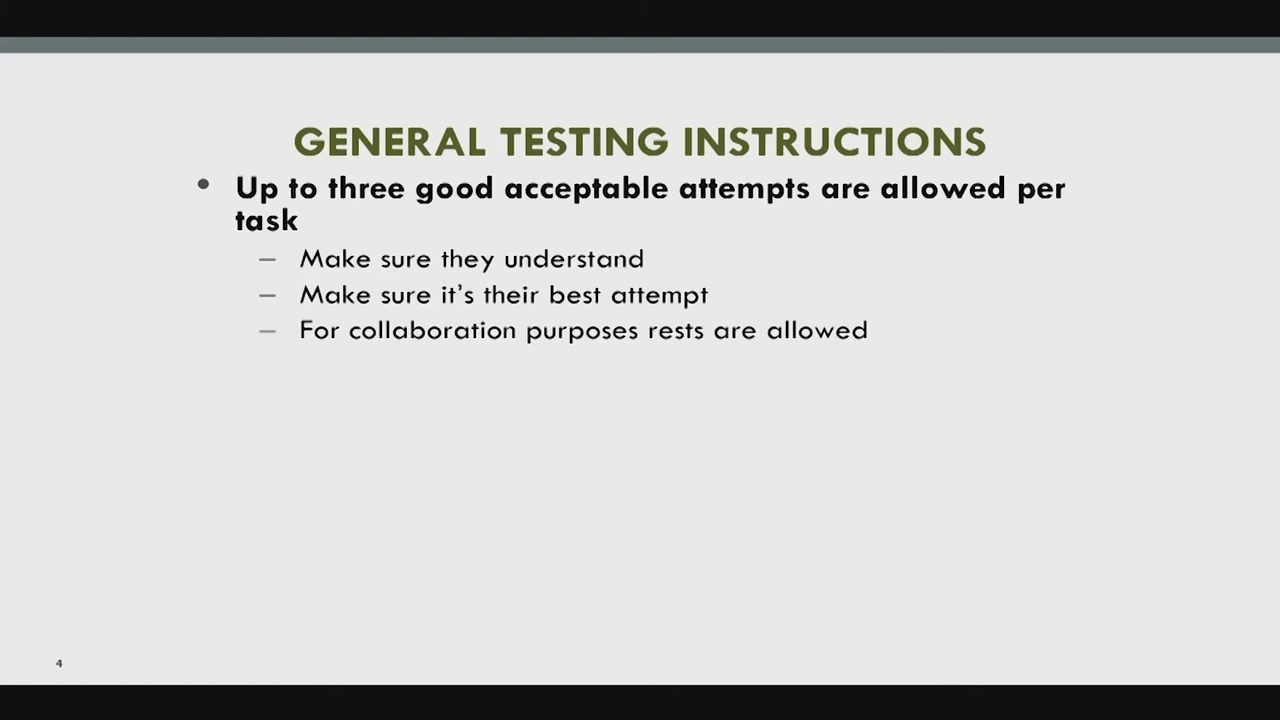 GENERAL TESTING INSTRUCTIONS
• Up to three good acceptable attempts are allowed per
task
– Make sure they understand
– Make sure it's their best attempt
– For collaboration purposes rests are allowed
4